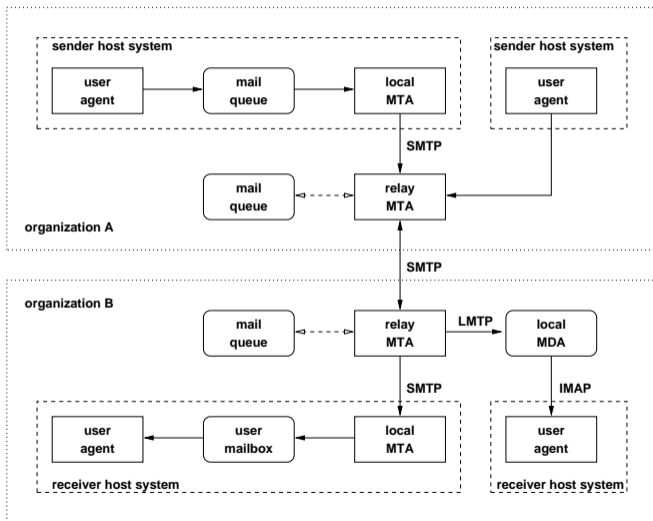 sender host system
sender host system
user
agent
mail
queue
local
MTA
user
agent
SMTP
mail
queue
relay
MTA
organization A
SMTP
organization B
mail
queue
relay
MTA
LMTP
local
MDA
SMTP
IMAP
user
agent
user
mailbox
local
MTA
user
agent
receiver host system
receiver host system